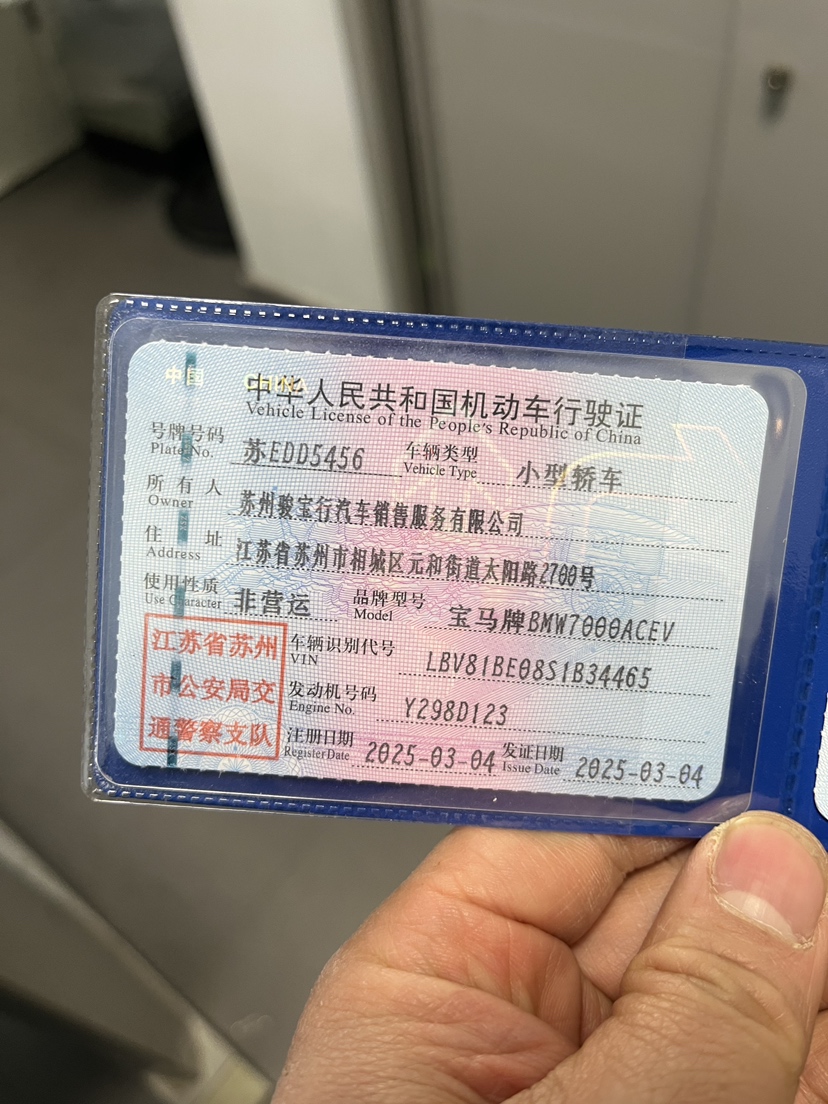 中国 CHINA
中华人民共和国机动车行驶证
Vehicle License of the People's Republic of China
号牌号码 苏EDD5456 车辆类型 小型轿车
Plate No. Vehicle Type
所有人 苏州骏宝行汽车销售服务有限公司
Owner
住址 江苏省苏州市相城区元和街道太阳路2700号
Address
使用性质 非营运 品牌型号 宝马牌BMW7000ACEV
Use Character Model
江苏省苏州
市公安局交
通警察支队
车辆识别代号 LBV81BE08S1B34465
VIN
发动机号码 Y298D123
Engine No.
注册日期 2025-03-04 发证日期 2025-03-04
Register Date Issue Date